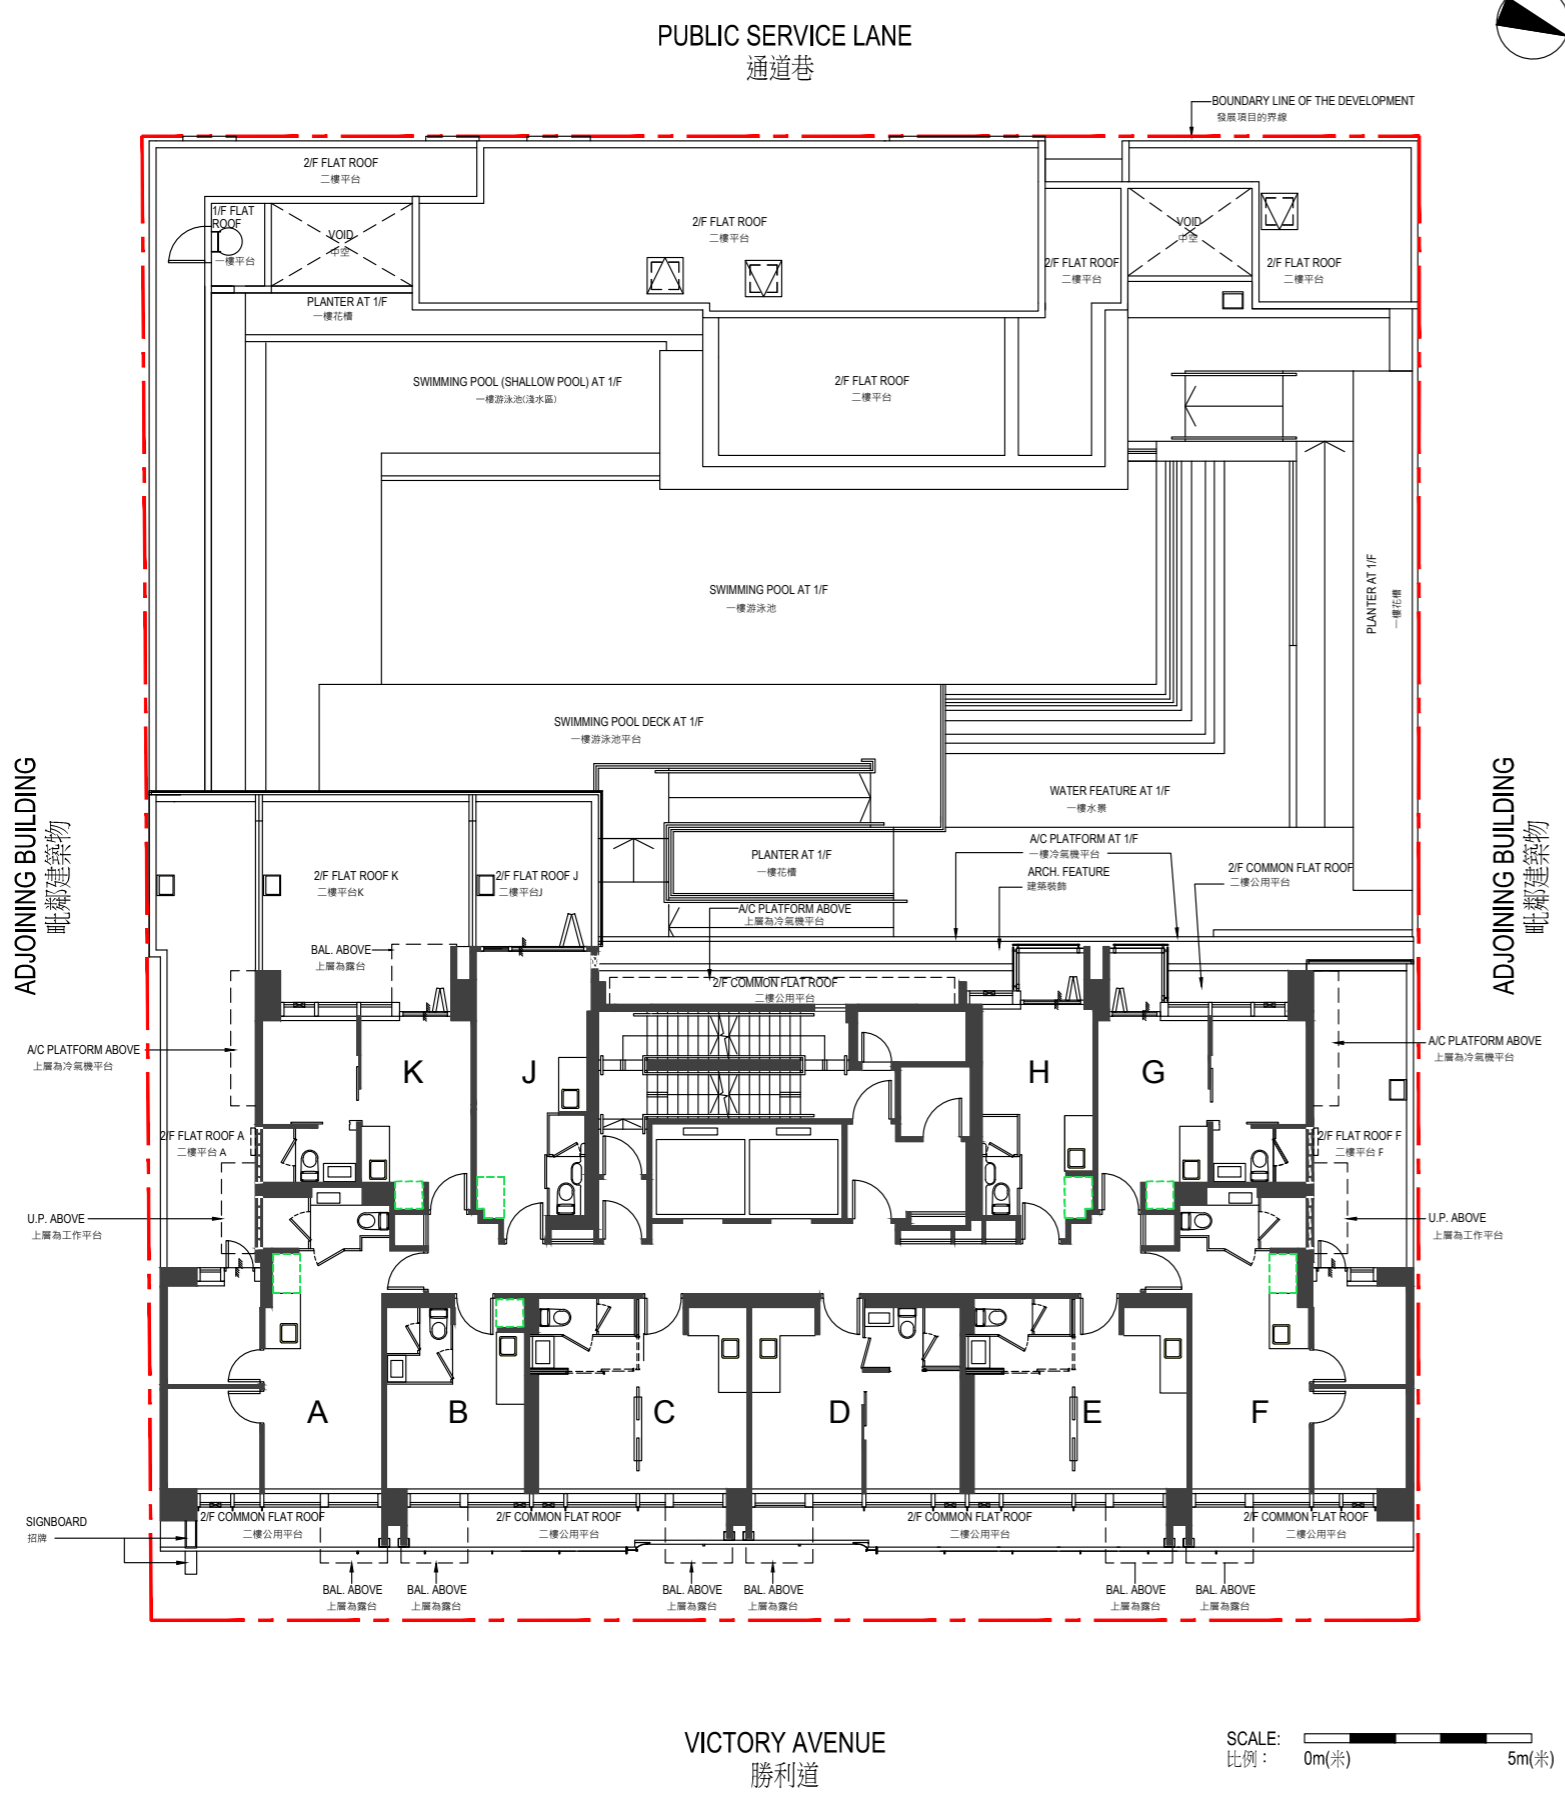 PUBLIC SERVICE LANE
通道巷
BOUNDARY LINE OF THE DEVELOPMENT
發展項目的界線
2/F FLAT ROOF
二樓平台
1/F FLAT
ROOF
一樓平台
VOID
中空
2/F FLAT ROOF
二樓平台
2/F FLAT ROOF
二樓平台
VOID
中空
2/F FLAT ROOF
二樓平台
PLANTER AT 1/F
一樓花槽
SWIMMING POOL (SHALLOW POOL) AT 1/F
一樓游泳池(淺水區)
2/F FLAT ROOF
二樓平台
SWIMMING POOL AT 1/F
一樓游泳池
PLANTER AT 1/F
一樓花槽
SWIMMING POOL DECK AT 1/F
一樓游泳池平台
WATER FEATURE AT 1/F
一樓水景
ADJOINING BUILDING
毗鄰建築物
ADJOINING BUILDING
毗鄰建築物
PLANTER AT 1/F
一樓花槽
A/C PLATFORM AT 1/F
一樓冷氣機平台
ARCH. FEATURE
建築裝飾
2/F COMMON FLAT ROOF
二樓公用平台
2/F FLAT ROOF K
二樓平台K
2/F FLAT ROOF J
二樓平台J
A/C PLATFORM ABOVE
上層為冷氣機平台
BAL. ABOVE
上層為露台
2/F COMMON FLAT ROOF
二樓公用平台
A/C PLATFORM ABOVE
上層為冷氣機平台
A/C PLATFORM ABOVE
上層為冷氣機平台
K
J
H
G
2/F FLAT ROOF A
二樓平台 A
2/F FLAT ROOF F
二樓平台 F
U.P. ABOVE
上層為工作平台
U.P. ABOVE
上層為工作平台
A
B
C
D
E
F
SIGNBOARD
招牌
2/F COMMON FLAT ROOF
二樓公用平台
2/F COMMON FLAT ROOF
二樓公用平台
2/F COMMON FLAT ROOF
二樓公用平台
2/F COMMON FLAT ROOF
二樓公用平台
BAL. ABOVE
上層為露台
BAL. ABOVE
上層為露台
BAL. ABOVE
上層為露台
BAL. ABOVE
上層為露台
BAL. ABOVE
上層為露台
BAL. ABOVE
上層為露台
VICTORY AVENUE
勝利道
SCALE:
比例：
0m(米)
5m(米)